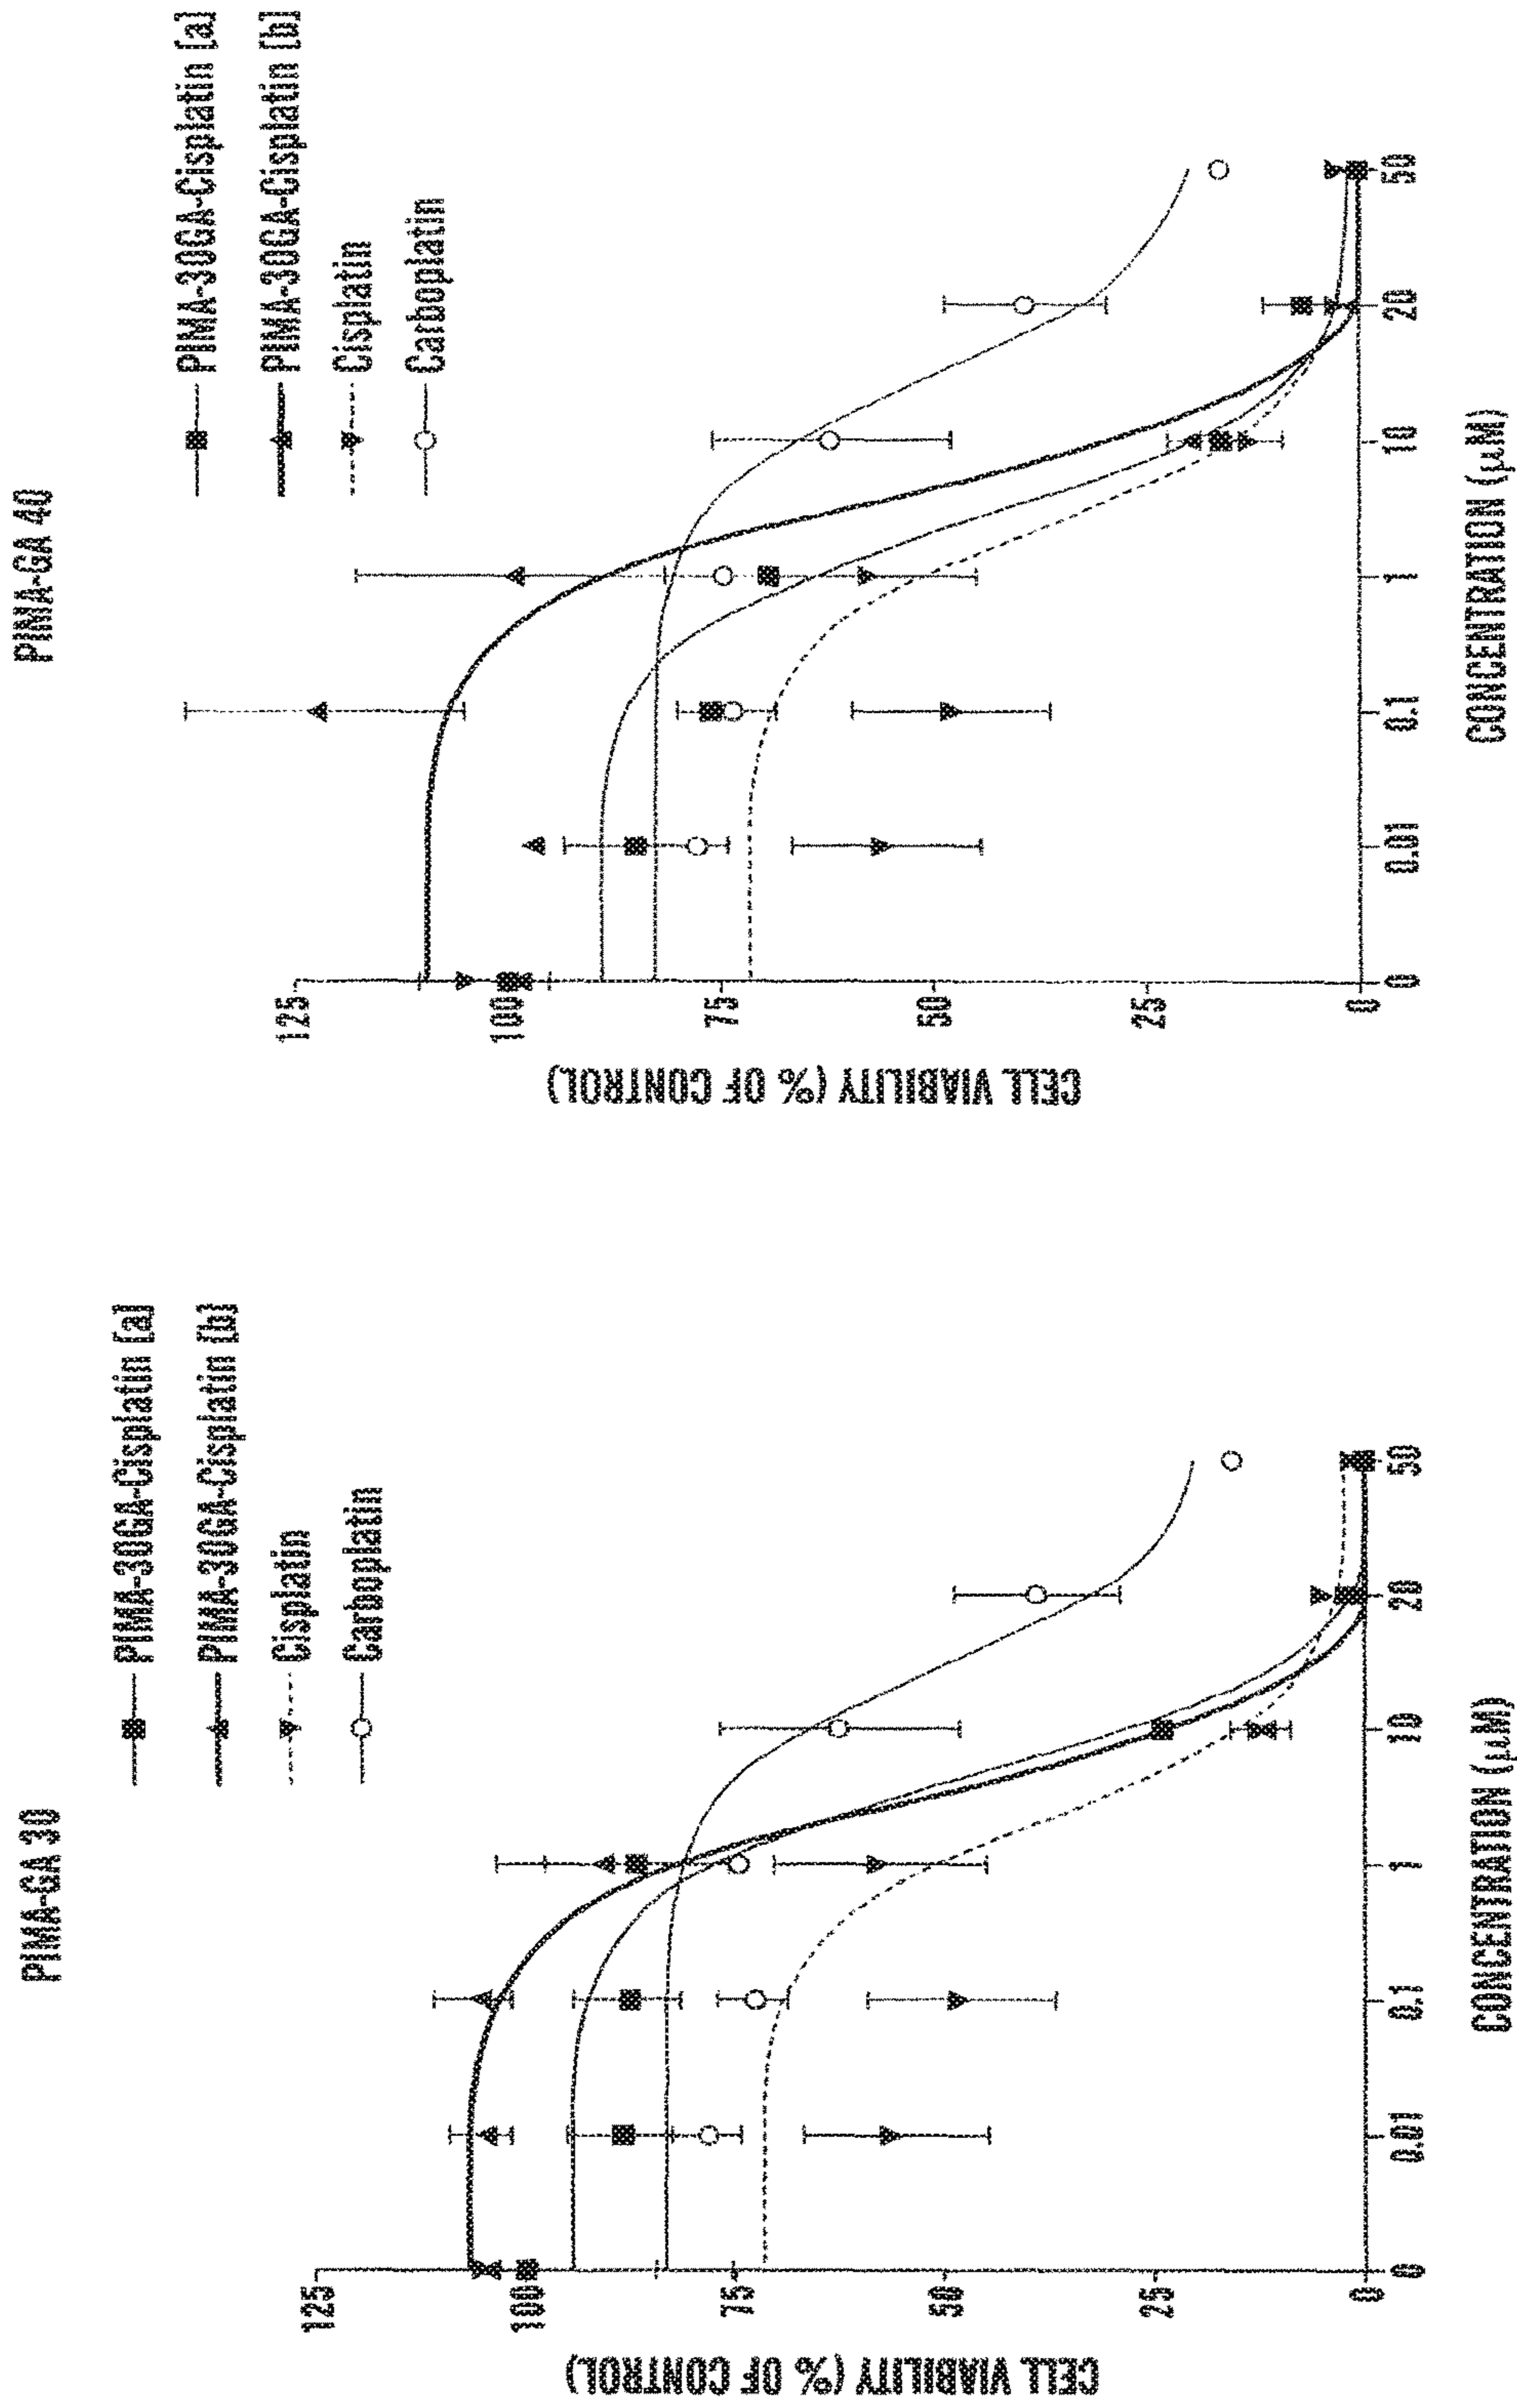 PIMA-GA 30
PIMA-30GA-Cisplatin [a]
PIMA-30GA-Cisplatin [b]
Cisplatin
Carboplatin
CELL VIABILITY (% OF CONTROL)
125
100
75
50
25
0
0
0.01
0.1
1
10
20
50
CONCENTRATION (µM)
PIMA-GA 40
PIMA-30GA-Cisplatin [a]
PIMA-30GA-Cisplatin [b]
Cisplatin
Carboplatin
CELL VIABILITY (% OF CONTROL)
125
100
75
50
25
0
0
0.01
0.1
1
10
20
50
CONCENTRATION (µM)